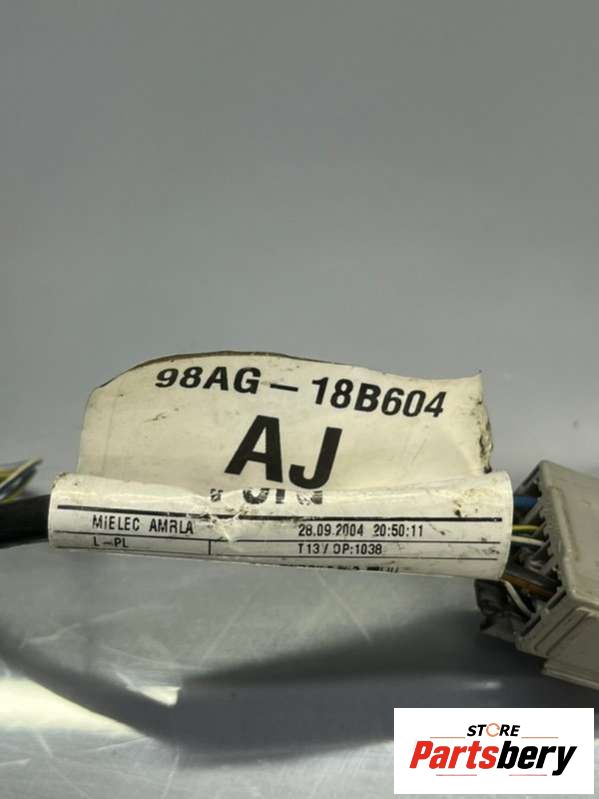 98AG-18B604
AJ
MIELEC AMRLA 28.09.2004 20:50:11
L-PL T13/ OP:1038
STORE
Partsbery